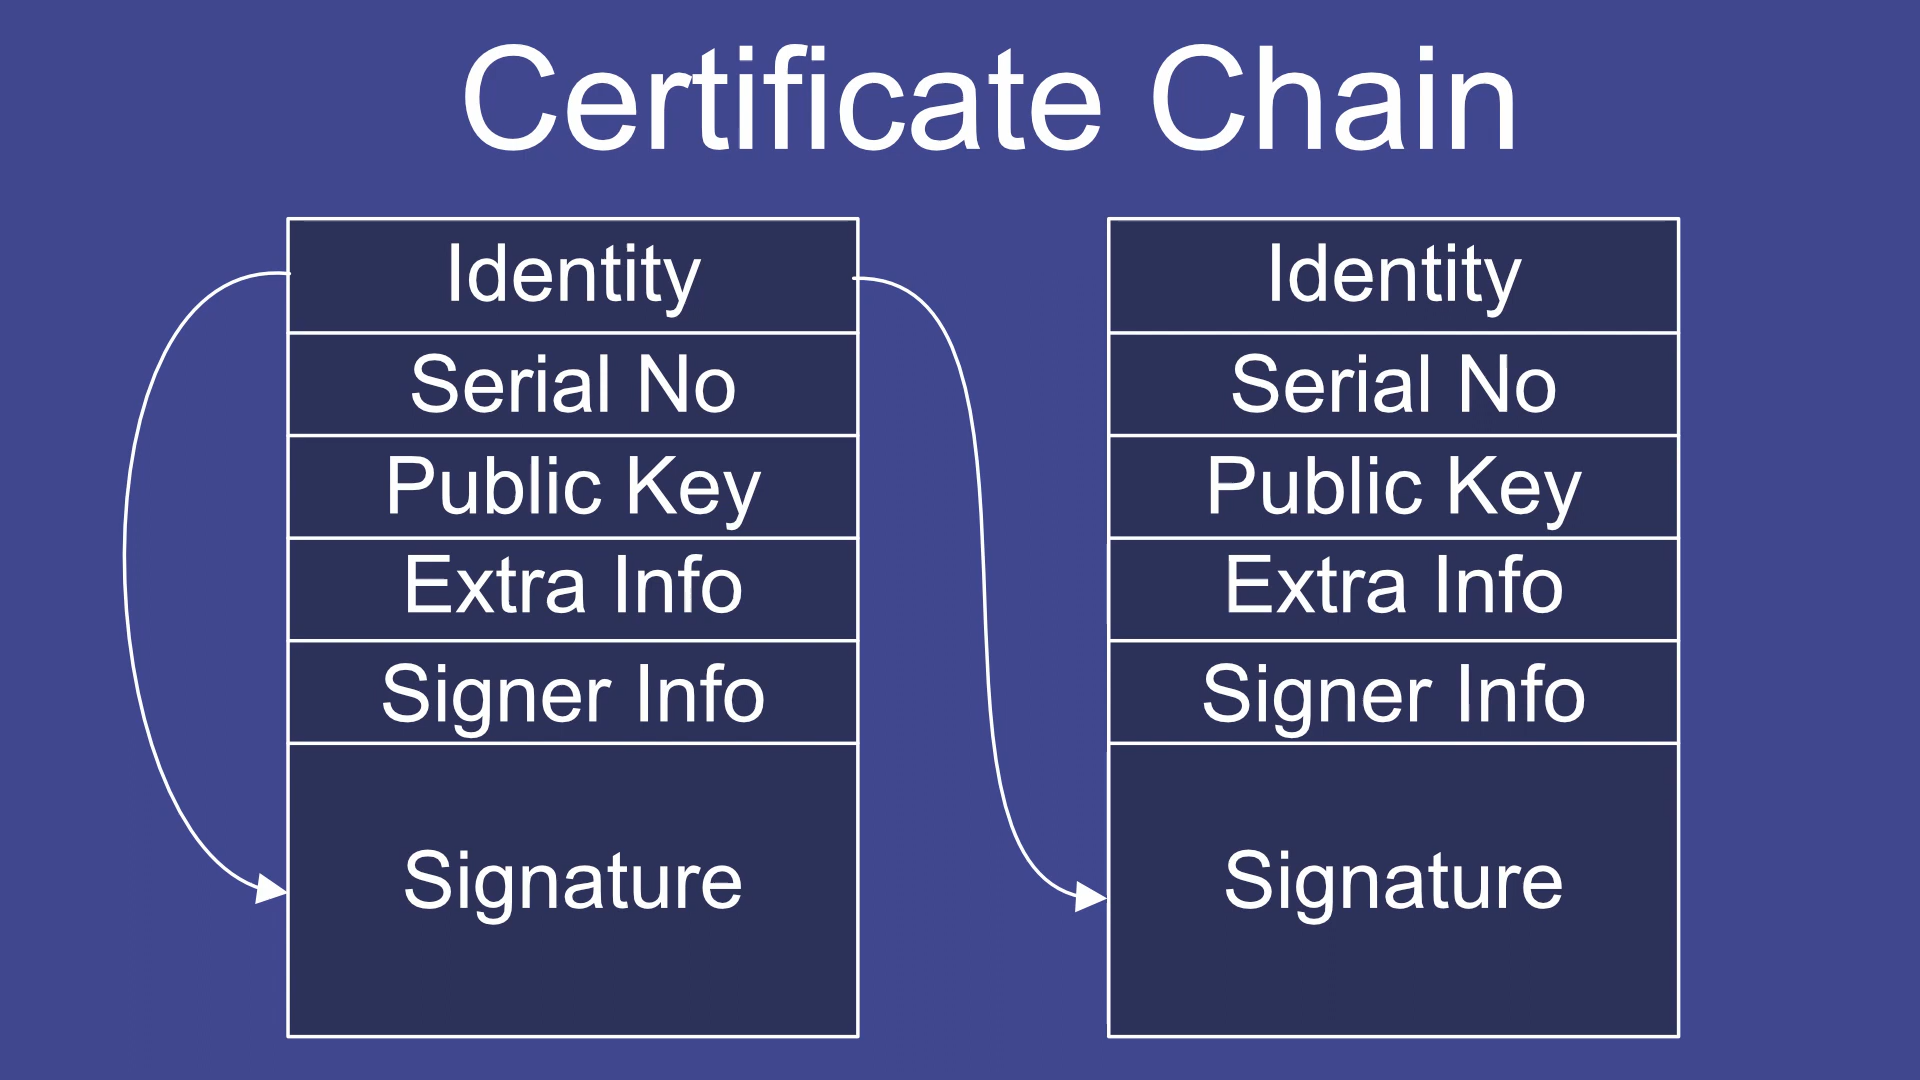 Certificate Chain
Identity
Serial No
Public Key
Extra Info
Signer Info
Signature
Identity
Serial No
Public Key
Extra Info
Signer Info
Signature